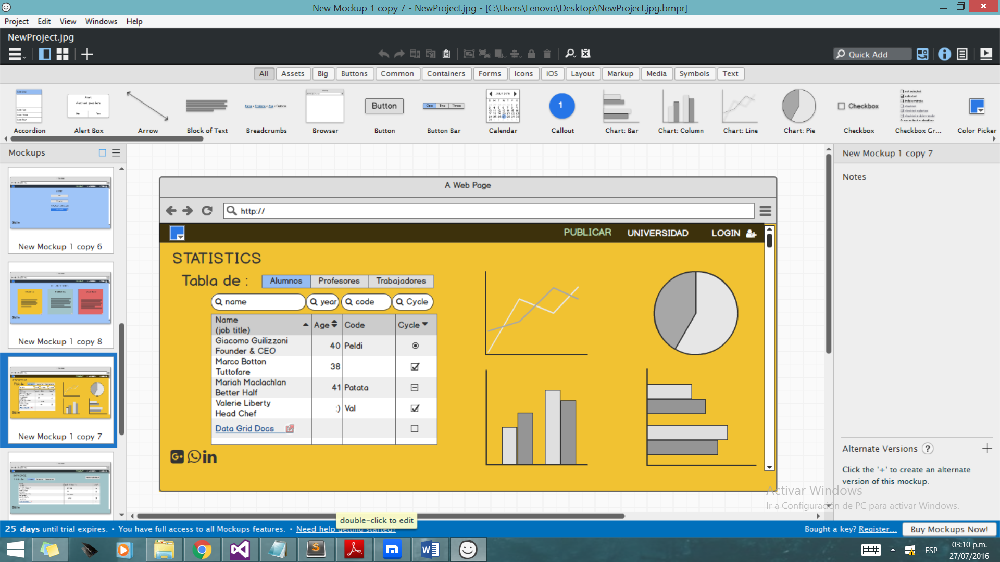 New Mockup 1 copy 7 - NewProject.jpg - [C:\Users\Lenovo\Desktop\NewProject.jpg.bmpr]
Project Edit View Windows Help
NewProject.jpg
Quick Add
All Assets Big Buttons Common Containers Forms Icons iOS Layout Markup Media Symbols Text
Button
One Two Three
JULY 2016
1
Checkbox
Accordion Alert Box Arrow Block of Text Breadcrumbs Browser Button Button Bar Calendar Callout Chart: Bar Chart: Column Chart: Line Chart: Pie Checkbox Checkbox Gr... Color Picker
Mockups
New Mockup 1 copy 6
New Mockup 1 copy 8
New Mockup 1 copy 7
A Web Page
http://
PUBLICAR UNIVERSIDAD LOGIN
STATISTICS
Tabla de : Alumnos Profesores Trabajadores
name year code Cycle
Name
(job title) Age Code Cycle
Giacomo Guilizzoni
Founder & CEO 40 Peldi
Marco Botton
Tuttofare 38
Mariah Maclachlan
Better Half 41 Patata
Valerie Liberty
Head Chef :) Val
Data Grid Docs
G+ in
New Mockup 1 copy 7
Notes
Alternate Versions ?
Click the '+' to create an alternate
version of this mockup.
Activar Windows
Ir a Configuración de PC para activar Windows.
double-click to edit
25 days until trial expires. • You have full access to all Mockups features. • Need help getting started?
Bought a key? Register... Buy Mockups Now!
ESP
03:10 p.m.
27/07/2016